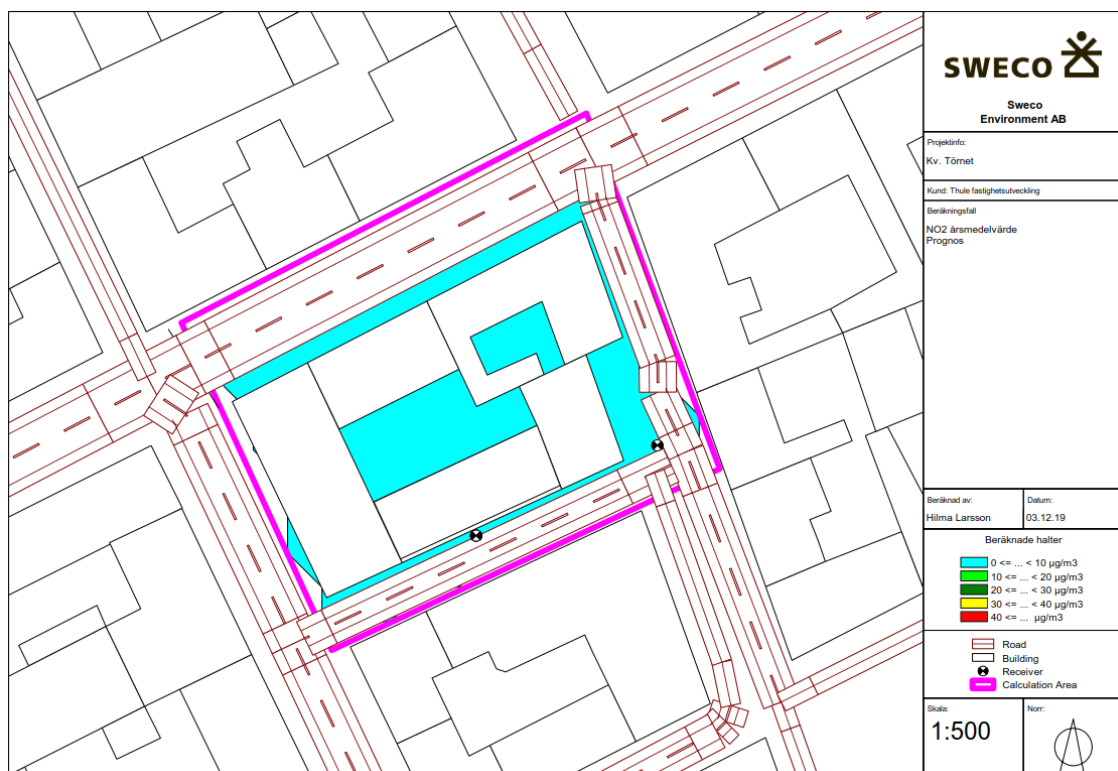 SWECO
Sweco
Environment AB
Projektinfo:
Kv. Törnet
Kund: Thule fastighetsutveckling
Beräkningsfall
NO2 årsmedelvärde
Prognos
Beräknad av:
Datum:
Hilma Larsson
03.12.19
Beräknade halter
0 <= ... < 10 µg/m3
10 <= ... < 20 µg/m3
20 <= ... < 30 µg/m3
30 <= ... < 40 µg/m3
40 <= ... µg/m3
Road
Building
Receiver
Calculation Area
Skala:
Norr:
1:500